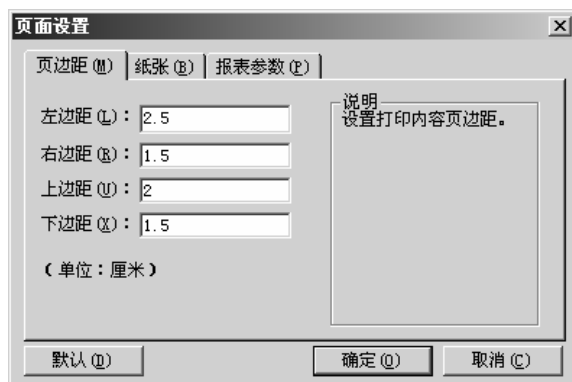 页面设置
页边距(M) 纸张(B) 报表参数(P)
左边距(L): 2.5
右边距(R): 1.5
上边距(U): 2
下边距(X): 1.5
(单位:厘米)
说明
设置打印内容页边距。
默认(D) 确定(O) 取消(C)